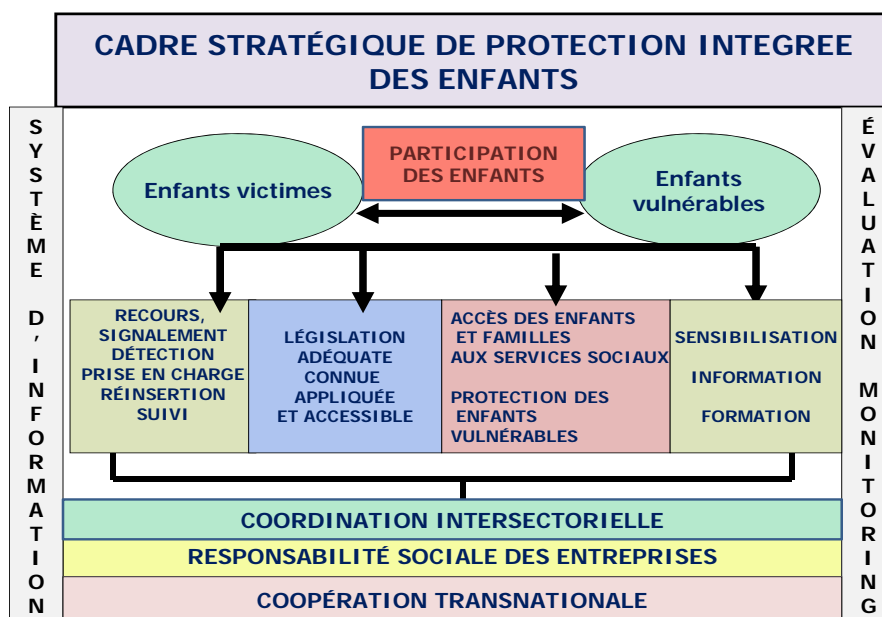 CADRE STRATÉGIQUE DE PROTECTION INTEGREE
DES ENFANTS
SYSTÈME D'INFORMATION
PARTICIPATION
DES ENFANTS
Enfants victimes
Enfants
vulnérables
RECOURS,
SIGNALEMENT
DÉTECTION
PRISE EN CHARGE
RÉINSERTION
SUIVI
LÉGISLATION
ADÉQUATE
CONNUE
APPLIQUÉE
ET ACCESSIBLE
ACCÈS DES ENFANTS
ET FAMILLES
AUX SERVICES SOCIAUX
PROTECTION DES
ENFANTS
VULNÉRABLES
SENSIBILISATION
INFORMATION
FORMATION
COORDINATION INTERSECTORIELLE
RESPONSABILITÉ SOCIALE DES ENTREPRISES
COOPÉRATION TRANSNATIONALE
ÉVALUATION MONITORING